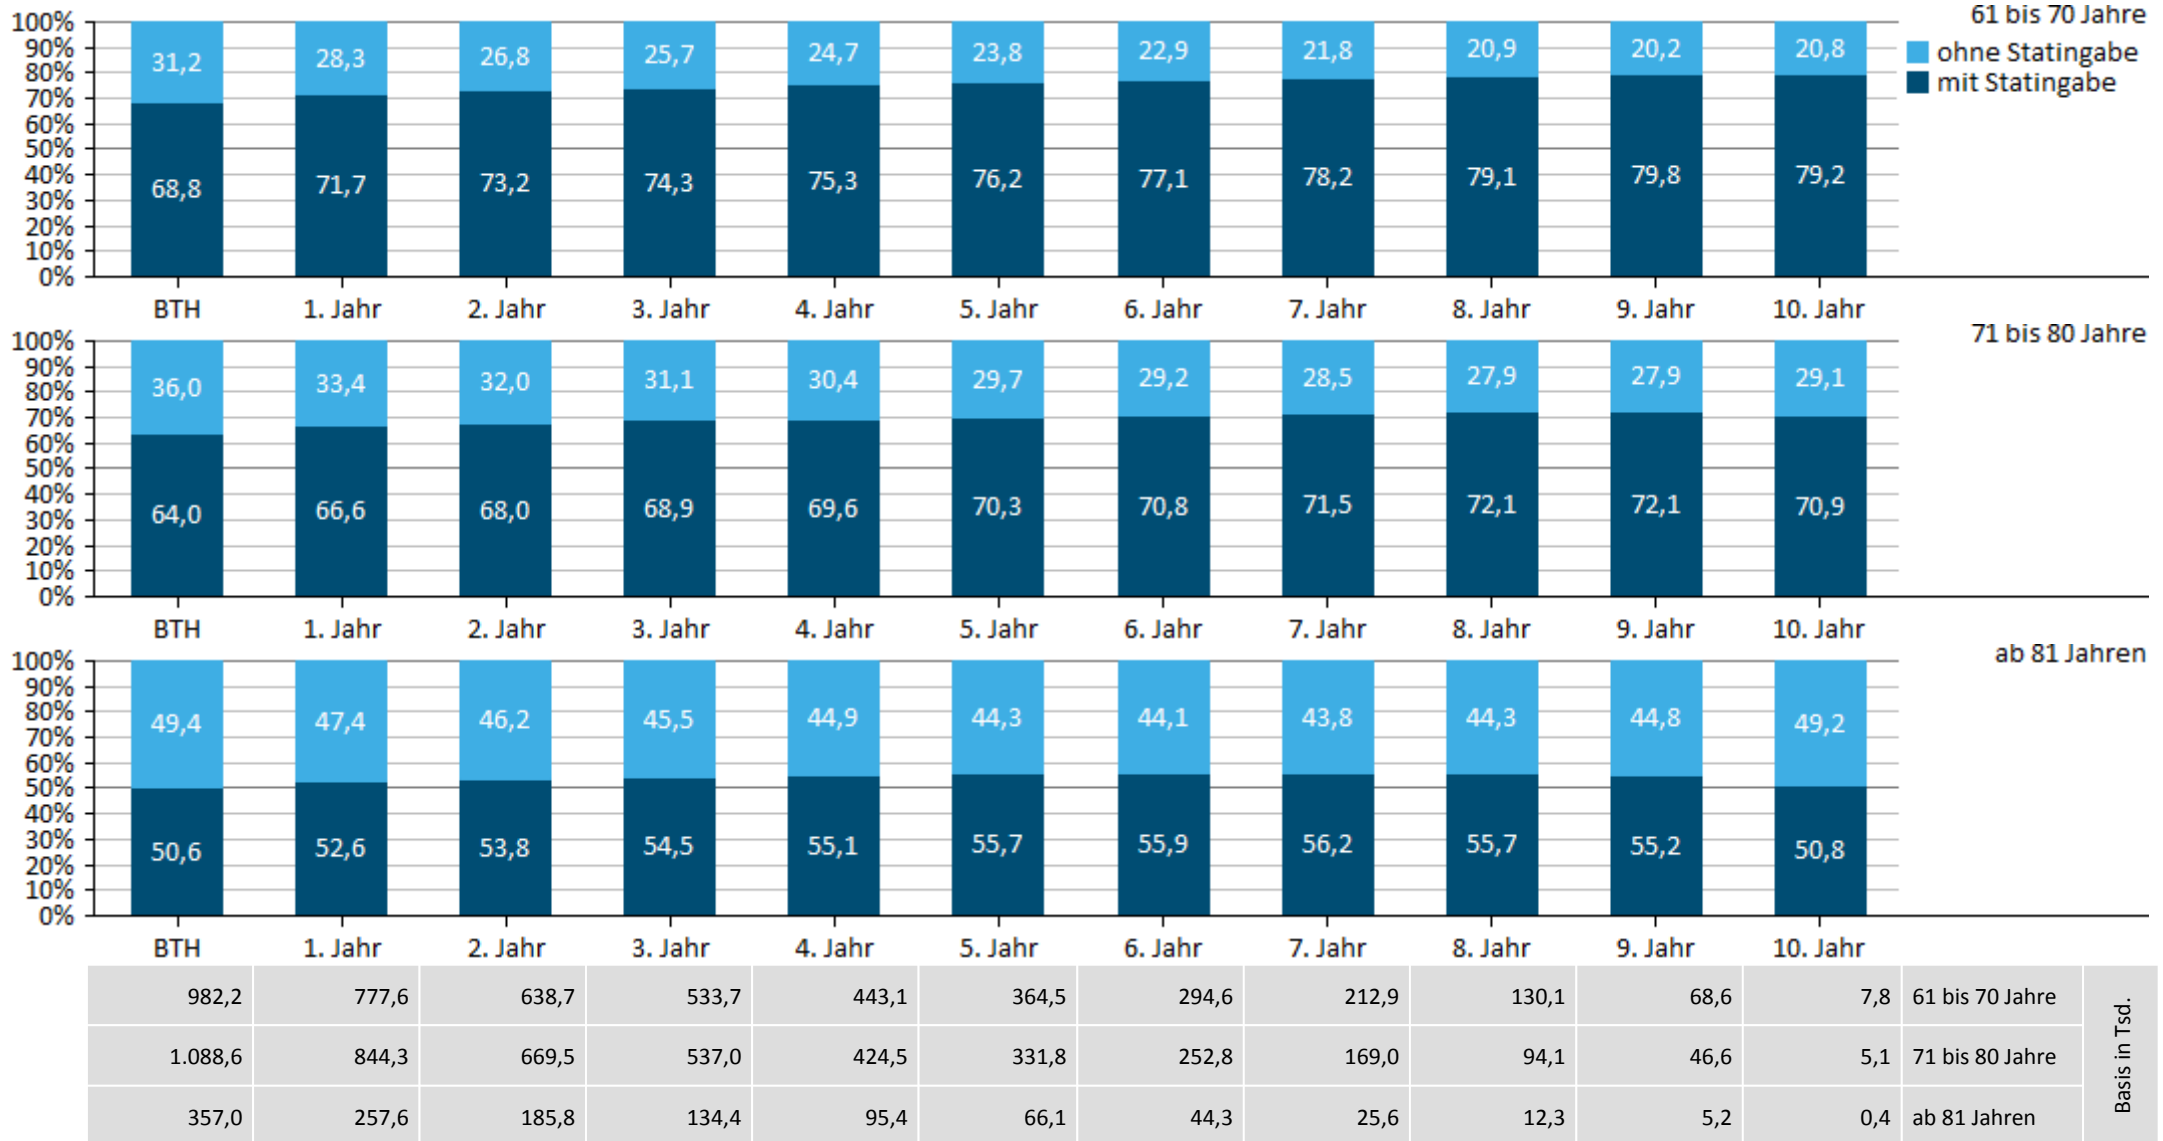 61 bis 70 Jahre
ohne Statingabe
mit Statingabe
100%
90%
80%
70%
60%
50%
40%
30%
20%
10%
0%
31,2 28,3 26,8 25,7 24,7 23,8 22,9 21,8 20,9 20,2 20,8
68,8 71,7 73,2 74,3 75,3 76,2 77,1 78,2 79,1 79,8 79,2
BTH 1. Jahr 2. Jahr 3. Jahr 4. Jahr 5. Jahr 6. Jahr 7. Jahr 8. Jahr 9. Jahr 10. Jahr
71 bis 80 Jahre
100%
90%
80%
70%
60%
50%
40%
30%
20%
10%
0%
36,0 33,4 32,0 31,1 30,4 29,7 29,2 28,5 27,9 27,9 29,1
64,0 66,6 68,0 68,9 69,6 70,3 70,8 71,5 72,1 72,1 70,9
BTH 1. Jahr 2. Jahr 3. Jahr 4. Jahr 5. Jahr 6. Jahr 7. Jahr 8. Jahr 9. Jahr 10. Jahr
ab 81 Jahren
100%
90%
80%
70%
60%
50%
40%
30%
20%
10%
0%
49,4 47,4 46,2 45,5 44,9 44,3 44,1 43,8 44,3 44,8 49,2
50,6 52,6 53,8 54,5 55,1 55,7 55,9 56,2 55,7 55,2 50,8
BTH 1. Jahr 2. Jahr 3. Jahr 4. Jahr 5. Jahr 6. Jahr 7. Jahr 8. Jahr 9. Jahr 10. Jahr
982,2 777,6 638,7 533,7 443,1 364,5 294,6 212,9 130,1 68,6 7,8 61 bis 70 Jahre
1.088,6 844,3 669,5 537,0 424,5 331,8 252,8 169,0 94,1 46,6 5,1 71 bis 80 Jahre
357,0 257,6 185,8 134,4 95,4 66,1 44,3 25,6 12,3 5,2 0,4 ab 81 Jahren
Basis in Tsd.